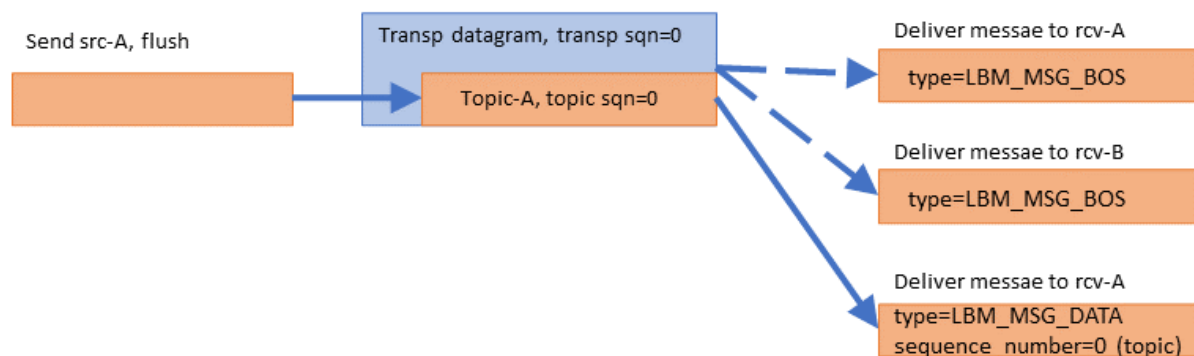 Send src-A, flush
Transp datagram, transp sqn=0
Topic-A, topic sqn=0
Deliver messae to rcv-A
type=LBM_MSG_BOS
Deliver messae to rcv-B
type=LBM_MSG_BOS
Deliver messae to rcv-A
type=LBM_MSG_DATA
sequence_number=0 (topic)